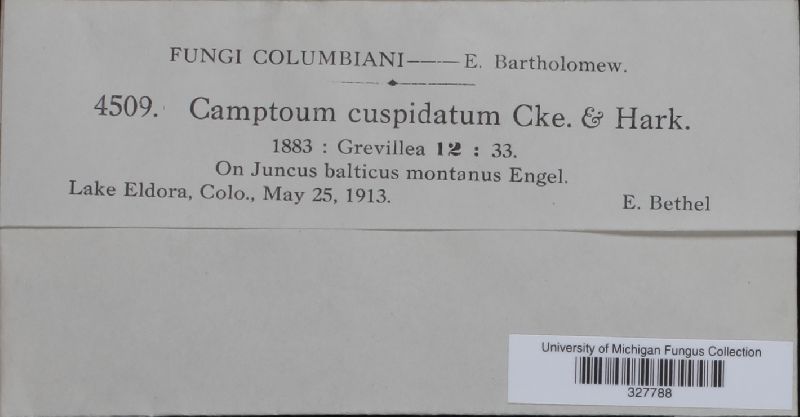 FUNGI COLUMBIANI—— E. Bartholomew.
4509. Camptoum cuspidatum Cke. & Hark.
1883 : Grevillea 12 : 33.
On Juncus balticus montanus Engel.
Lake Eldora, Colo., May 25, 1913. E. Bethel
University of Michigan Fungus Collection
327788